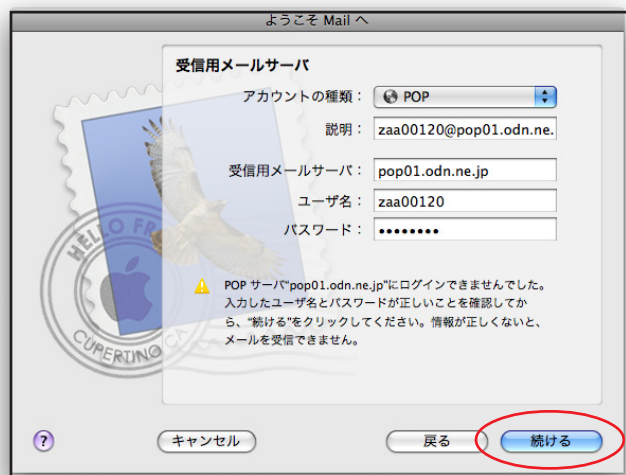 ようこそ Mail へ
受信用メールサーバ
アカウントの種類： POP
説明： zaa00120@pop01.odn.ne.
受信用メールサーバ： pop01.odn.ne.jp
ユーザ名： zaa00120
パスワード： ••••••••
POP サーバ“pop01.odn.ne.jp”にログインできませんでした。
入力したユーザ名とパスワードが正しいことを確認してか
ら、“続ける”をクリックしてください。情報が正しくないと、
メールを受信できません。
HELLO FR
CUPERTINO CA
? キャンセル 戻る 続ける